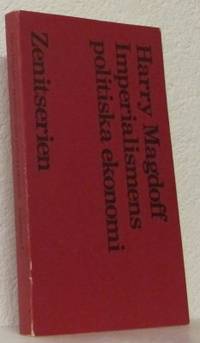 Harry Magdoff
Imperialismens
politiska ekonomi
Zenitserien